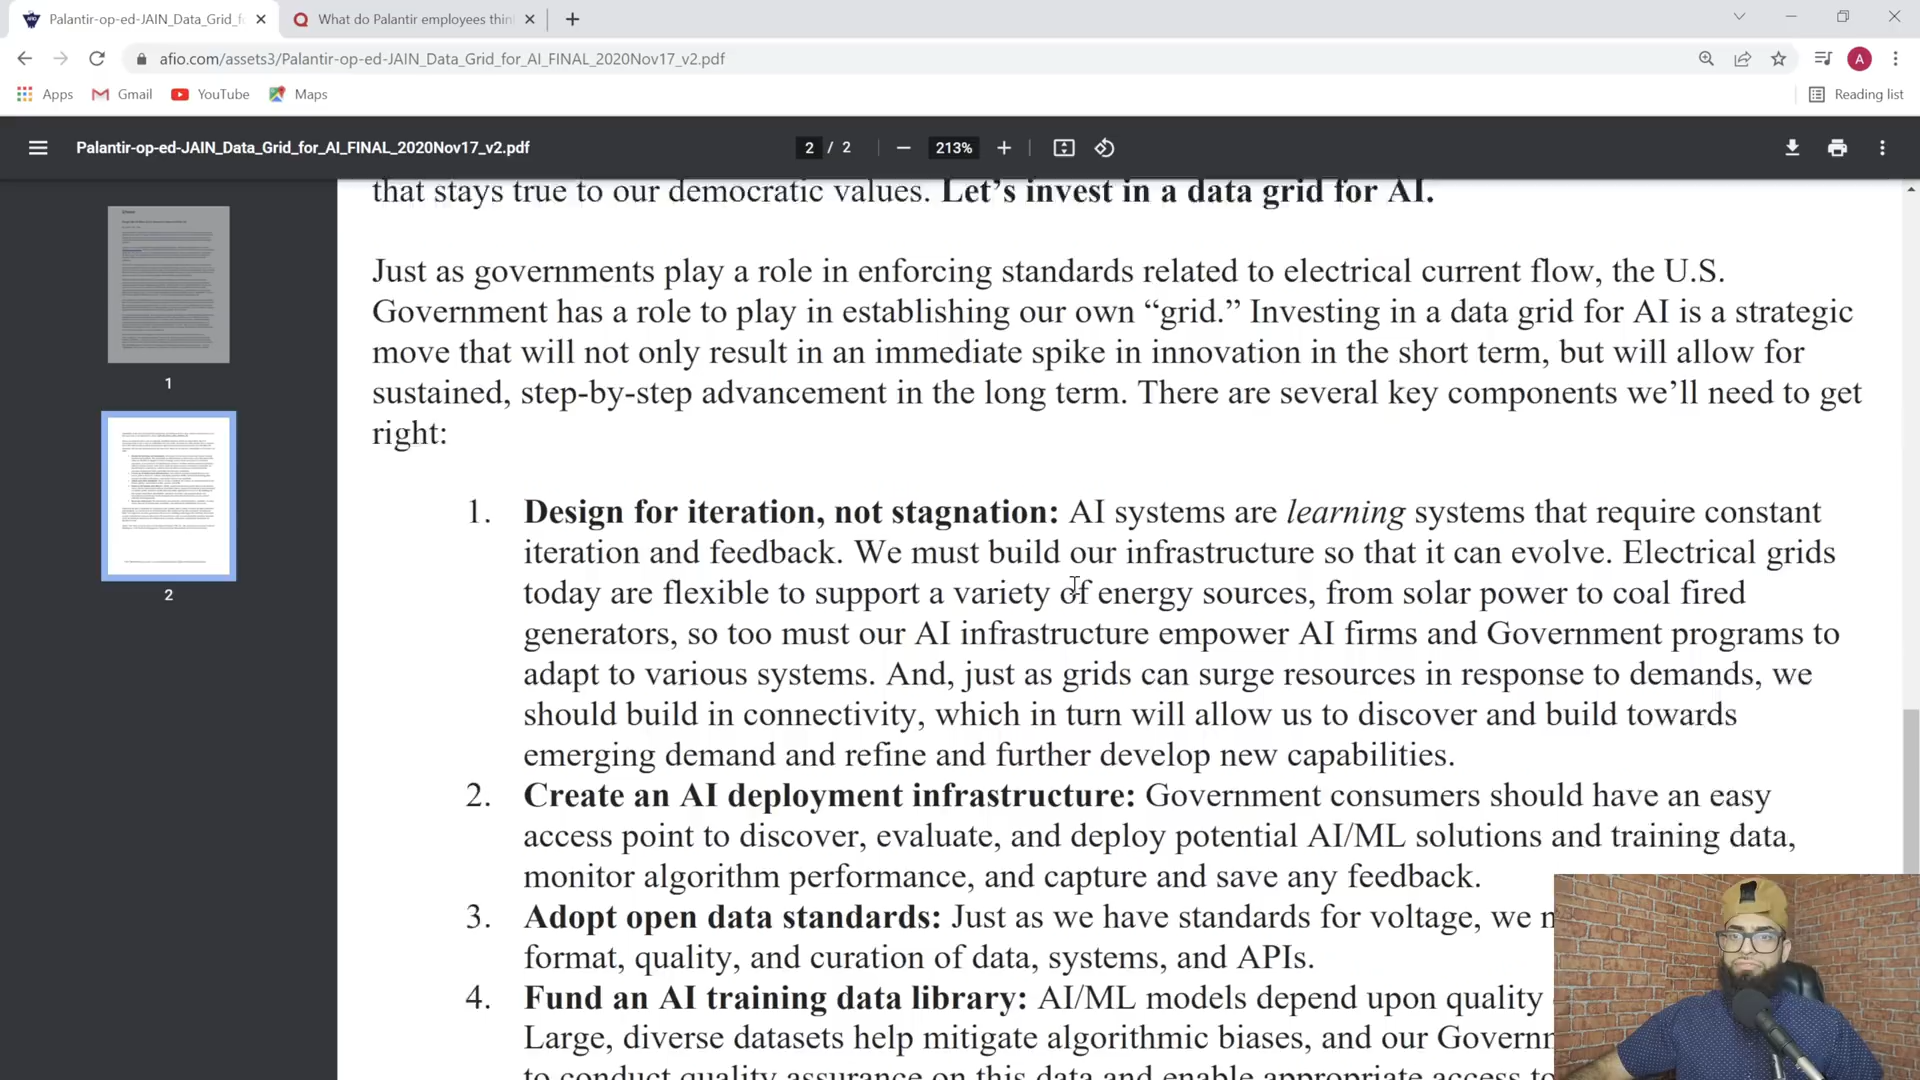 Palantir-op-ed-JAIN_Data_Grid_f
What do Palantir employees thin
afio.com/assets3/Palantir-op-ed-JAIN_Data_Grid_for_AI_FINAL_2020Nov17_v2.pdf
A
Apps
Gmail
YouTube
Maps
Reading list
Palantir-op-ed-JAIN_Data_Grid_for_AI_FINAL_2020Nov17_v2.pdf
2 / 2
213%
1
2
that stays true to our democratic values. Let’s invest in a data grid for AI.
Just as governments play a role in enforcing standards related to electrical current flow, the U.S.
Government has a role to play in establishing our own “grid.” Investing in a data grid for AI is a strategic
move that will not only result in an immediate spike in innovation in the short term, but will allow for
sustained, step-by-step advancement in the long term. There are several key components we’ll need to get
right:
1. Design for iteration, not stagnation: AI systems are learning systems that require constant
iteration and feedback. We must build our infrastructure so that it can evolve. Electrical grids
today are flexible to support a variety of energy sources, from solar power to coal fired
generators, so too must our AI infrastructure empower AI firms and Government programs to
adapt to various systems. And, just as grids can surge resources in response to demands, we
should build in connectivity, which in turn will allow us to discover and build towards
emerging demand and refine and further develop new capabilities.
2. Create an AI deployment infrastructure: Government consumers should have an easy
access point to discover, evaluate, and deploy potential AI/ML solutions and training data,
monitor algorithm performance, and capture and save any feedback.
3. Adopt open data standards: Just as we have standards for voltage, we
format, quality, and curation of data, systems, and APIs.
4. Fund an AI training data library: AI/ML models depend upon quality
Large, diverse datasets help mitigate algorithmic biases, and our Governm
to conduct quality assurance on this data and enable appropriate access to